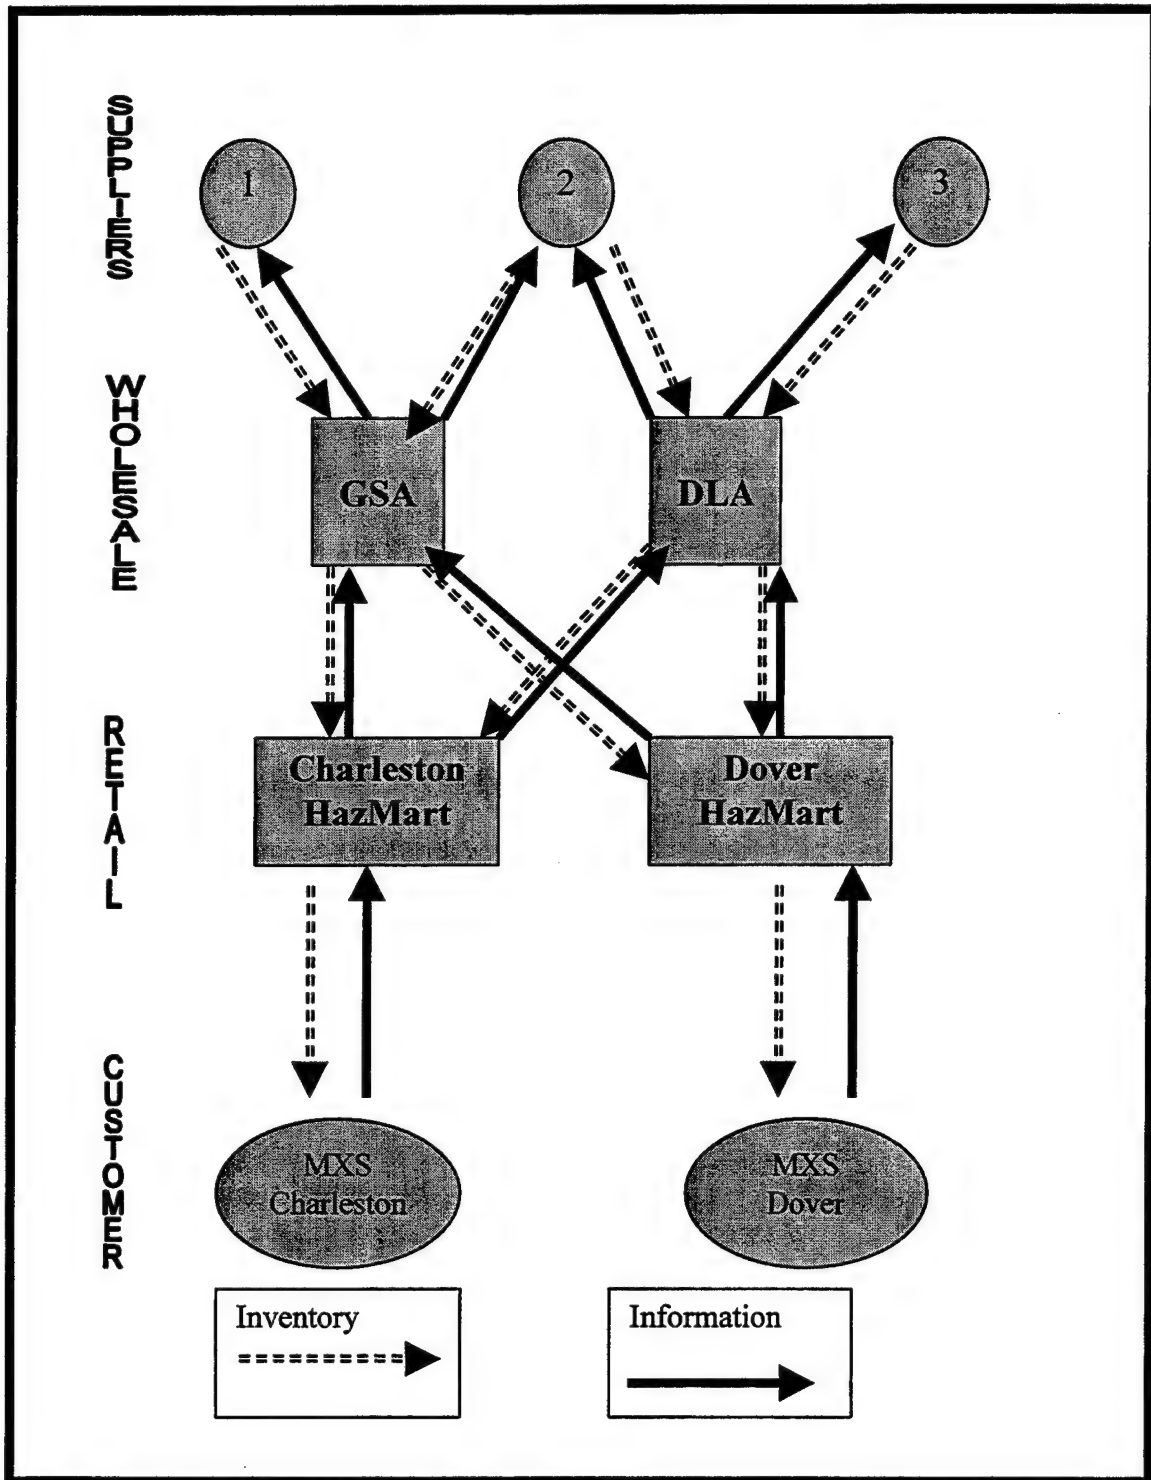 SUPPLIERS
1
2
3
WHOLESALE
GSA
DLA
RETAIL
Charleston
HazMart
Dover
HazMart
CUSTOMER
MXS
Charleston
MXS
Dover
Inventory
Information